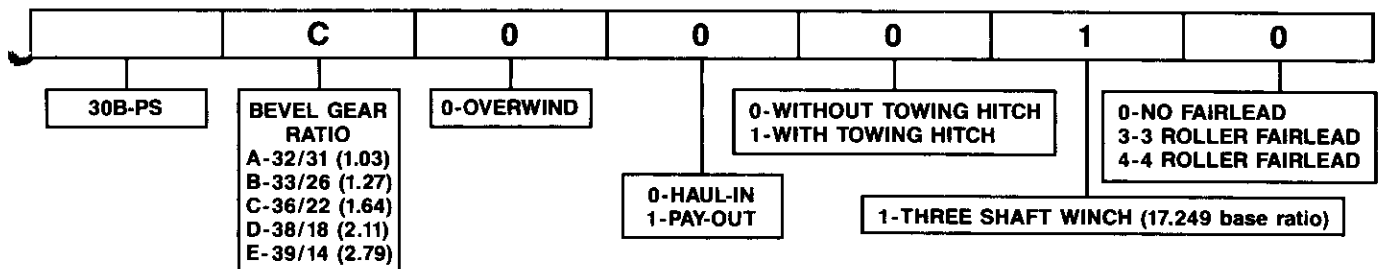 C 0 0 0 1 0
30B-PS
BEVEL GEAR
RATIO
A-32/31 (1.03)
B-33/26 (1.27)
C-36/22 (1.64)
D-38/18 (2.11)
E-39/14 (2.79)
0-OVERWIND
0-HAUL-IN
1-PAY-OUT
0-WITHOUT TOWING HITCH
1-WITH TOWING HITCH
1-THREE SHAFT WINCH (17.249 base ratio)
0-NO FAIRLEAD
3-3 ROLLER FAIRLEAD
4-4 ROLLER FAIRLEAD